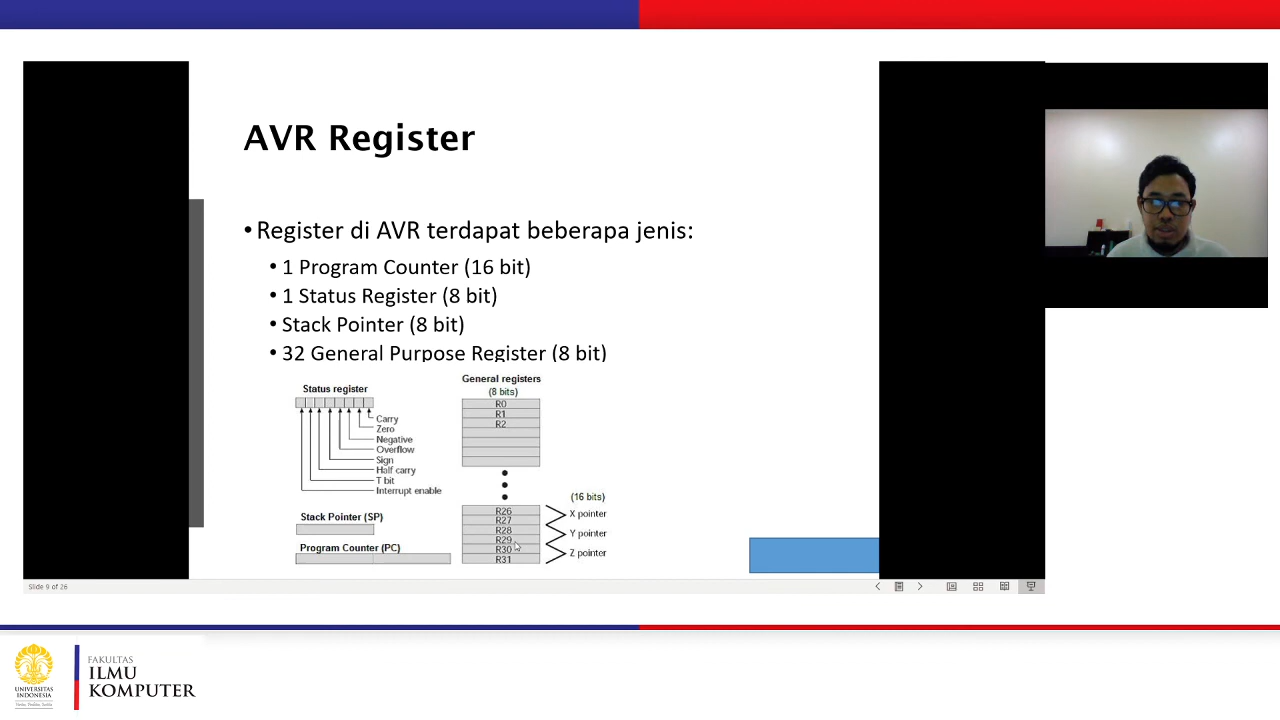 AVR Register
• Register di AVR terdapat beberapa jenis:
• 1 Program Counter (16 bit)
• 1 Status Register (8 bit)
• Stack Pointer (8 bit)
• 32 General Purpose Register (8 bit)
Status register
Carry
Zero
Negative
Overflow
Sign
Half carry
T bit
Interrupt enable
Stack Pointer (SP)
Program Counter (PC)
General registers
(8 bits)
R0
R1
R2
R26
R27
R28
R29
R30
R31
(16 bits)
X pointer
Y pointer
Z pointer
Slide 9 of 26
UNIVERSITAS
INDONESIA
FAKULTAS
ILMU
KOMPUTER